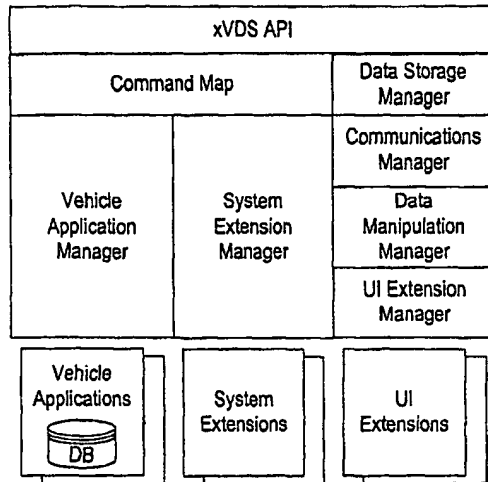 xVDS API
Command Map
Data Storage
Manager
Communications
Manager
Vehicle
Application
Manager
System
Extension
Manager
Data
Manipulation
Manager
UI Extension
Manager
Vehicle
Applications
DB
System
Extensions
UI
Extensions